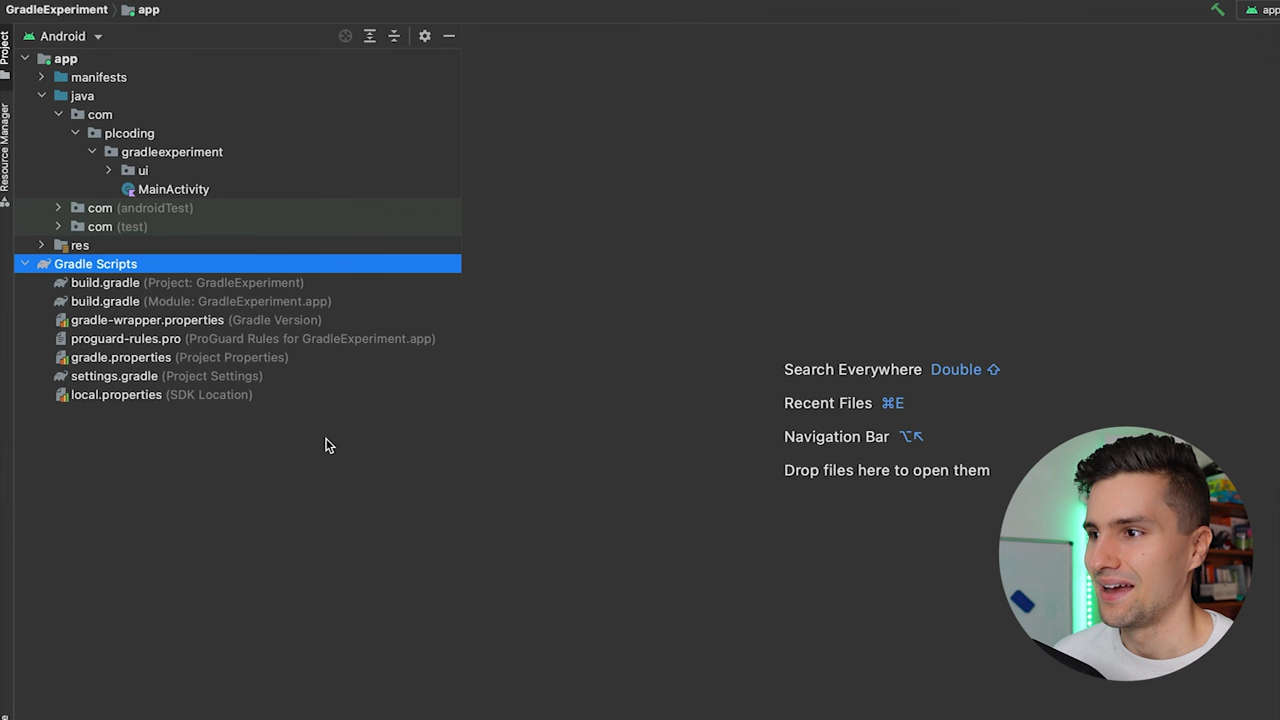 GradleExperiment app
app
Android
Project
Resource Manager
app
manifests
java
com
plcoding
gradleexperiment
ui
MainActivity
com (androidTest)
com (test)
res
Gradle Scripts
build.gradle (Project: GradleExperiment)
build.gradle (Module: GradleExperiment.app)
gradle-wrapper.properties (Gradle Version)
proguard-rules.pro (ProGuard Rules for GradleExperiment.app)
gradle.properties (Project Properties)
settings.gradle (Project Settings)
local.properties (SDK Location)
Search Everywhere Double ⇧
Recent Files ⌘E
Navigation Bar ⌥↖
Drop files here to open them